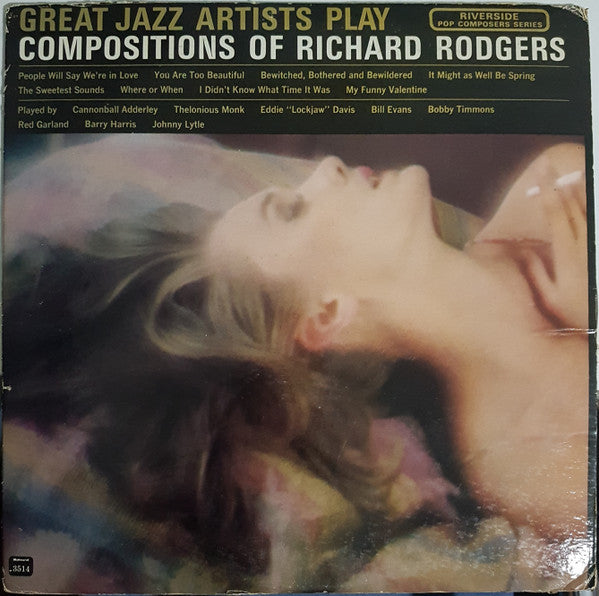 GREAT JAZZ ARTISTS PLAY
RIVERSIDE
POP COMPOSERS SERIES
COMPOSITIONS OF RICHARD RODGERS
People Will Say We're in Love You Are Too Beautiful Bewitched, Bothered and Bewildered It Might as Well Be Spring
The Sweetest Sounds Where or When I Didn't Know What Time It Was My Funny Valentine
Played by Cannonball Adderley Thelonious Monk Eddie "Lockjaw" Davis Bill Evans Bobby Timmons
Red Garland Barry Harris Johnny Lytle
3514